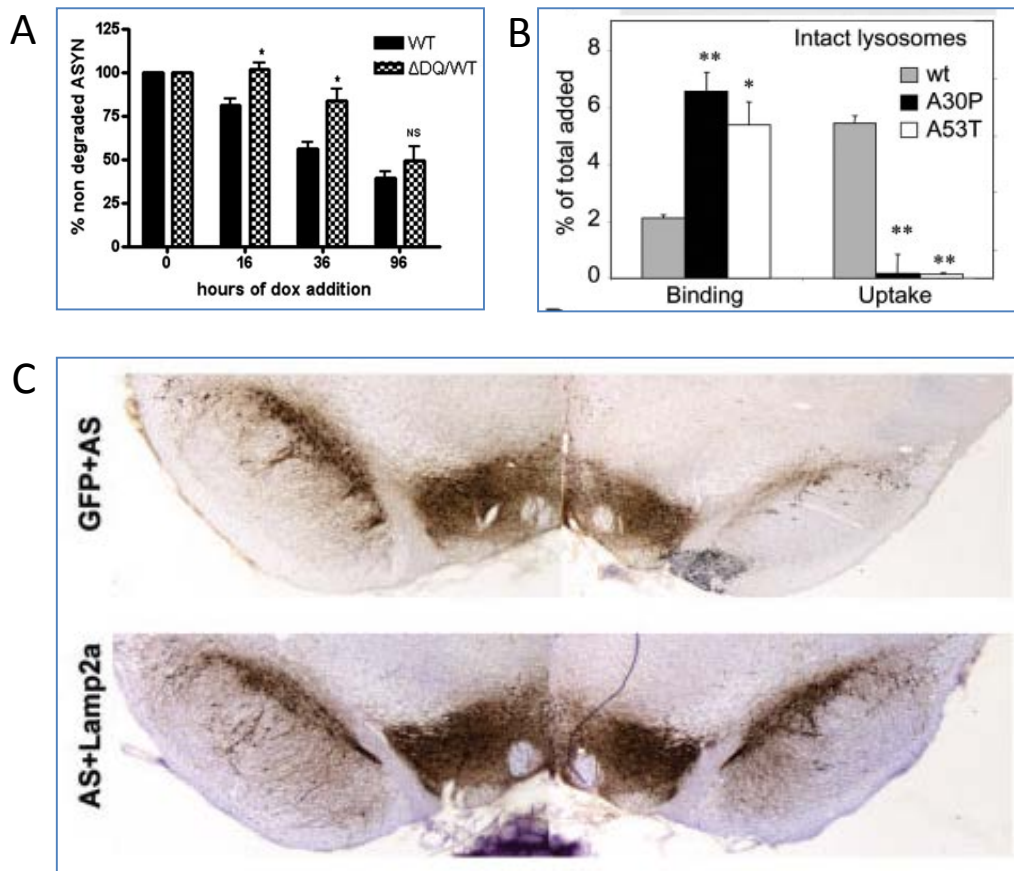 A
% non degraded ASYN
125
100
75
50
25
0
WT
ΔDQ/WT
*
*
NS
0 16 36 96
hours of dox addition
B
% of total added
8
6
4
2
0
Intact lysosomes
wt
A30P
A53T
**
*
**
**
Binding Uptake
C
GFP+AS
AS+Lamp2a